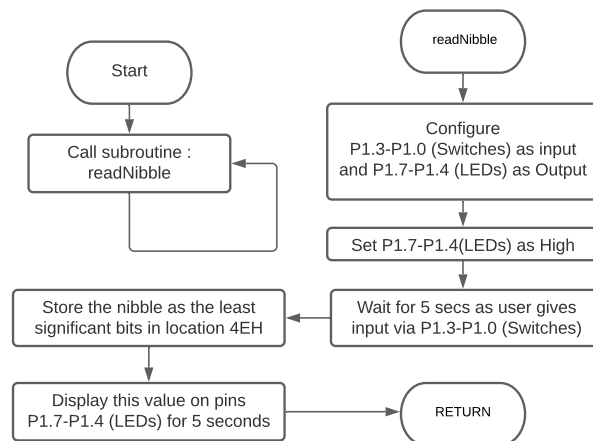 Start
Call subroutine :
readNibble
readNibble
Configure
P1.3-P1.0 (Switches) as input
and P1.7-P1.4 (LEDs) as Output
Set P1.7-P1.4(LEDs) as High
Wait for 5 secs as user gives
input via P1.3-P1.0 (Switches)
Store the nibble as the least
significant bits in location 4EH
Display this value on pins
P1.7-P1.4 (LEDs) for 5 seconds
RETURN